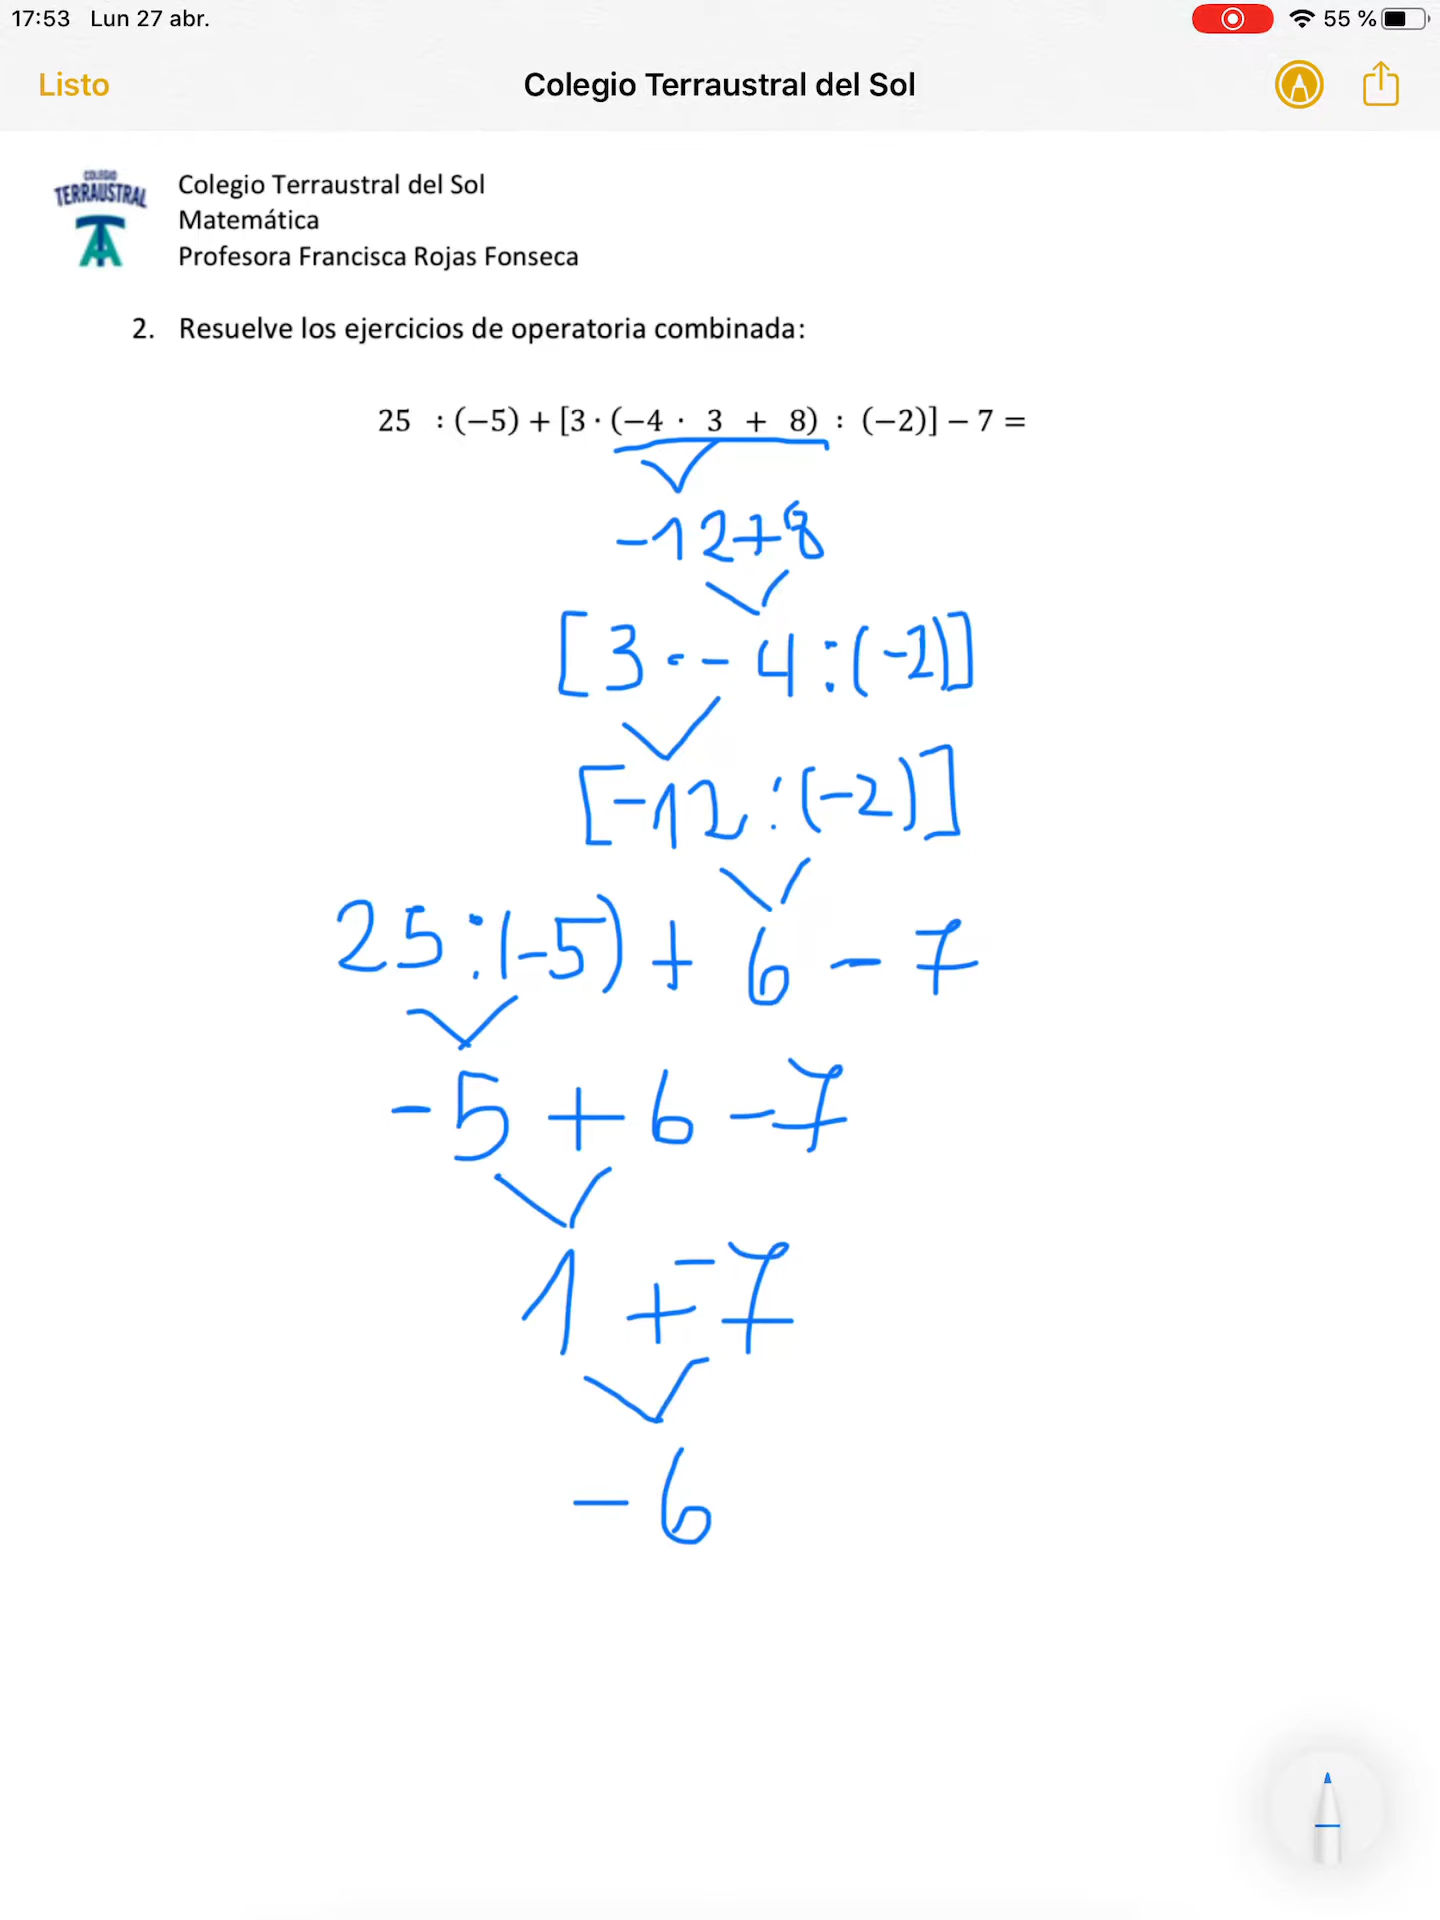 17:53 Lun 27 abr.
55 %
Listo
Colegio Terraustral del Sol
COLEGIO
TERRAUSTRAL
Colegio Terraustral del Sol
Matemática
Profesora Francisca Rojas Fonseca
2. Resuelve los ejercicios de operatoria combinada:
25 : (−5) + [3 · (−4 · 3 + 8) : (−2)] − 7 =
-12+8
[3 · - 4 : (-2)]
[-12 : (-2)]
25 : (-5) + 6 - 7
-5 + 6 - 7
1 + -7
- 6